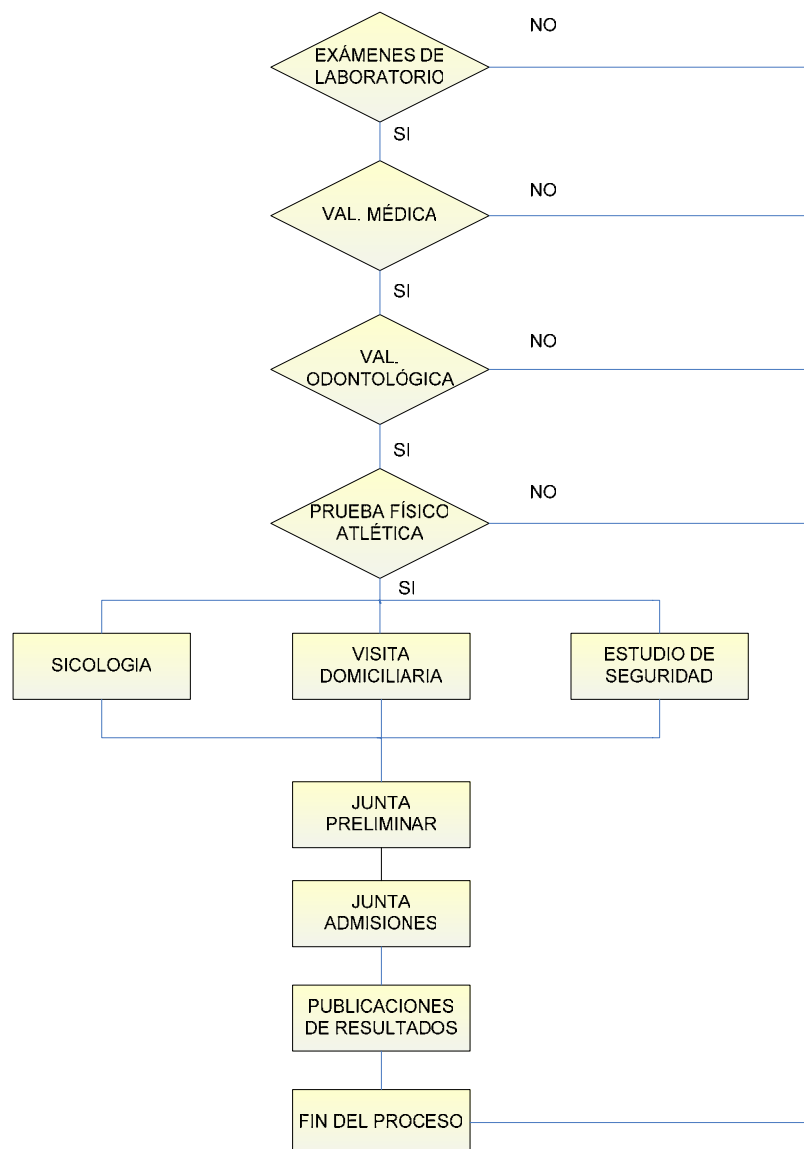 NO
EXÁMENES DE
LABORATORIO
SI
NO
VAL. MÉDICA
SI
NO
VAL.
ODONTOLÓGICA
SI
NO
PRUEBA FÍSICO
ATLÉTICA
SI
SICOLOGIA
VISITA
DOMICILIARIA
ESTUDIO DE
SEGURIDAD
JUNTA
PRELIMINAR
JUNTA
ADMISIONES
PUBLICACIONES
DE RESULTADOS
FIN DEL PROCESO